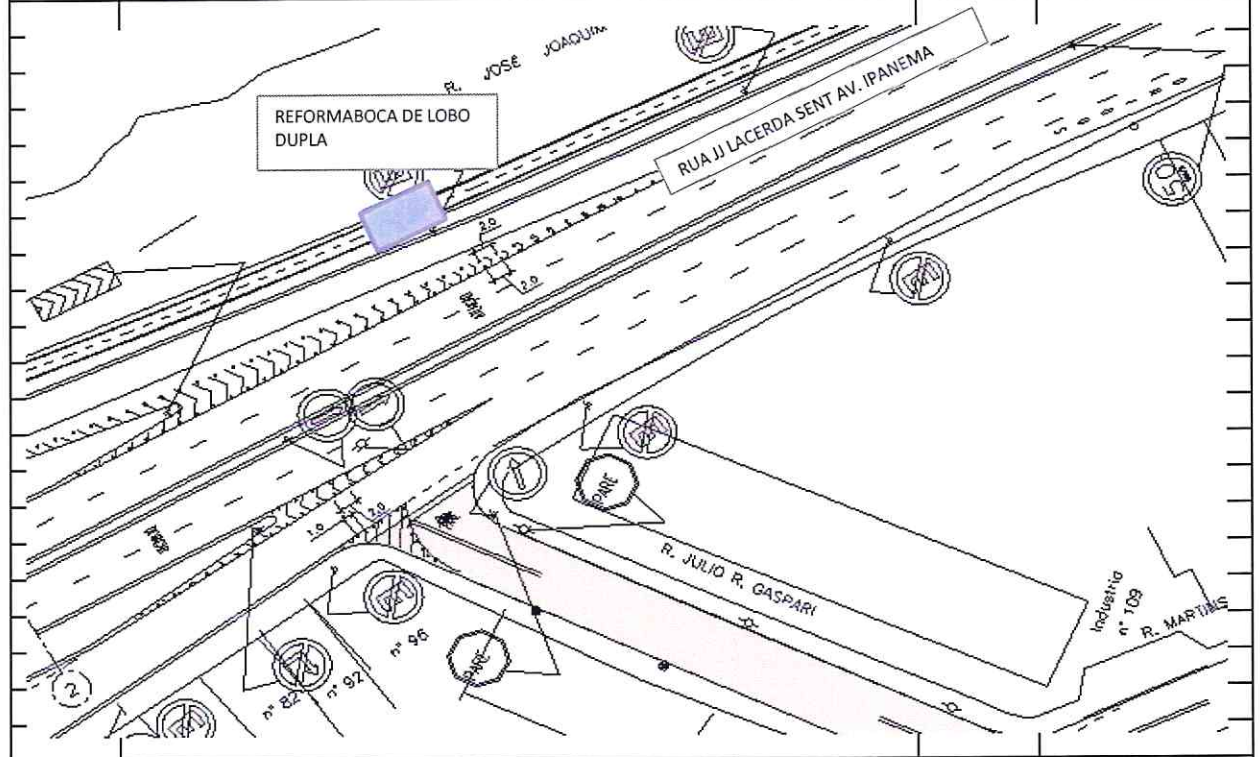 R. JOSÉ JOAQUIM
REFORMABOCA DE LOBO
DUPLA
RUA JJ LACERDA SENT AV. IPANEMA
50
2.0
2.0
PARE
1.0
2.0
R. JULIO R. GASPARI
Industria
n° 109
R. MARTINS
n° 96
PARE
n° 92
n° 82
2